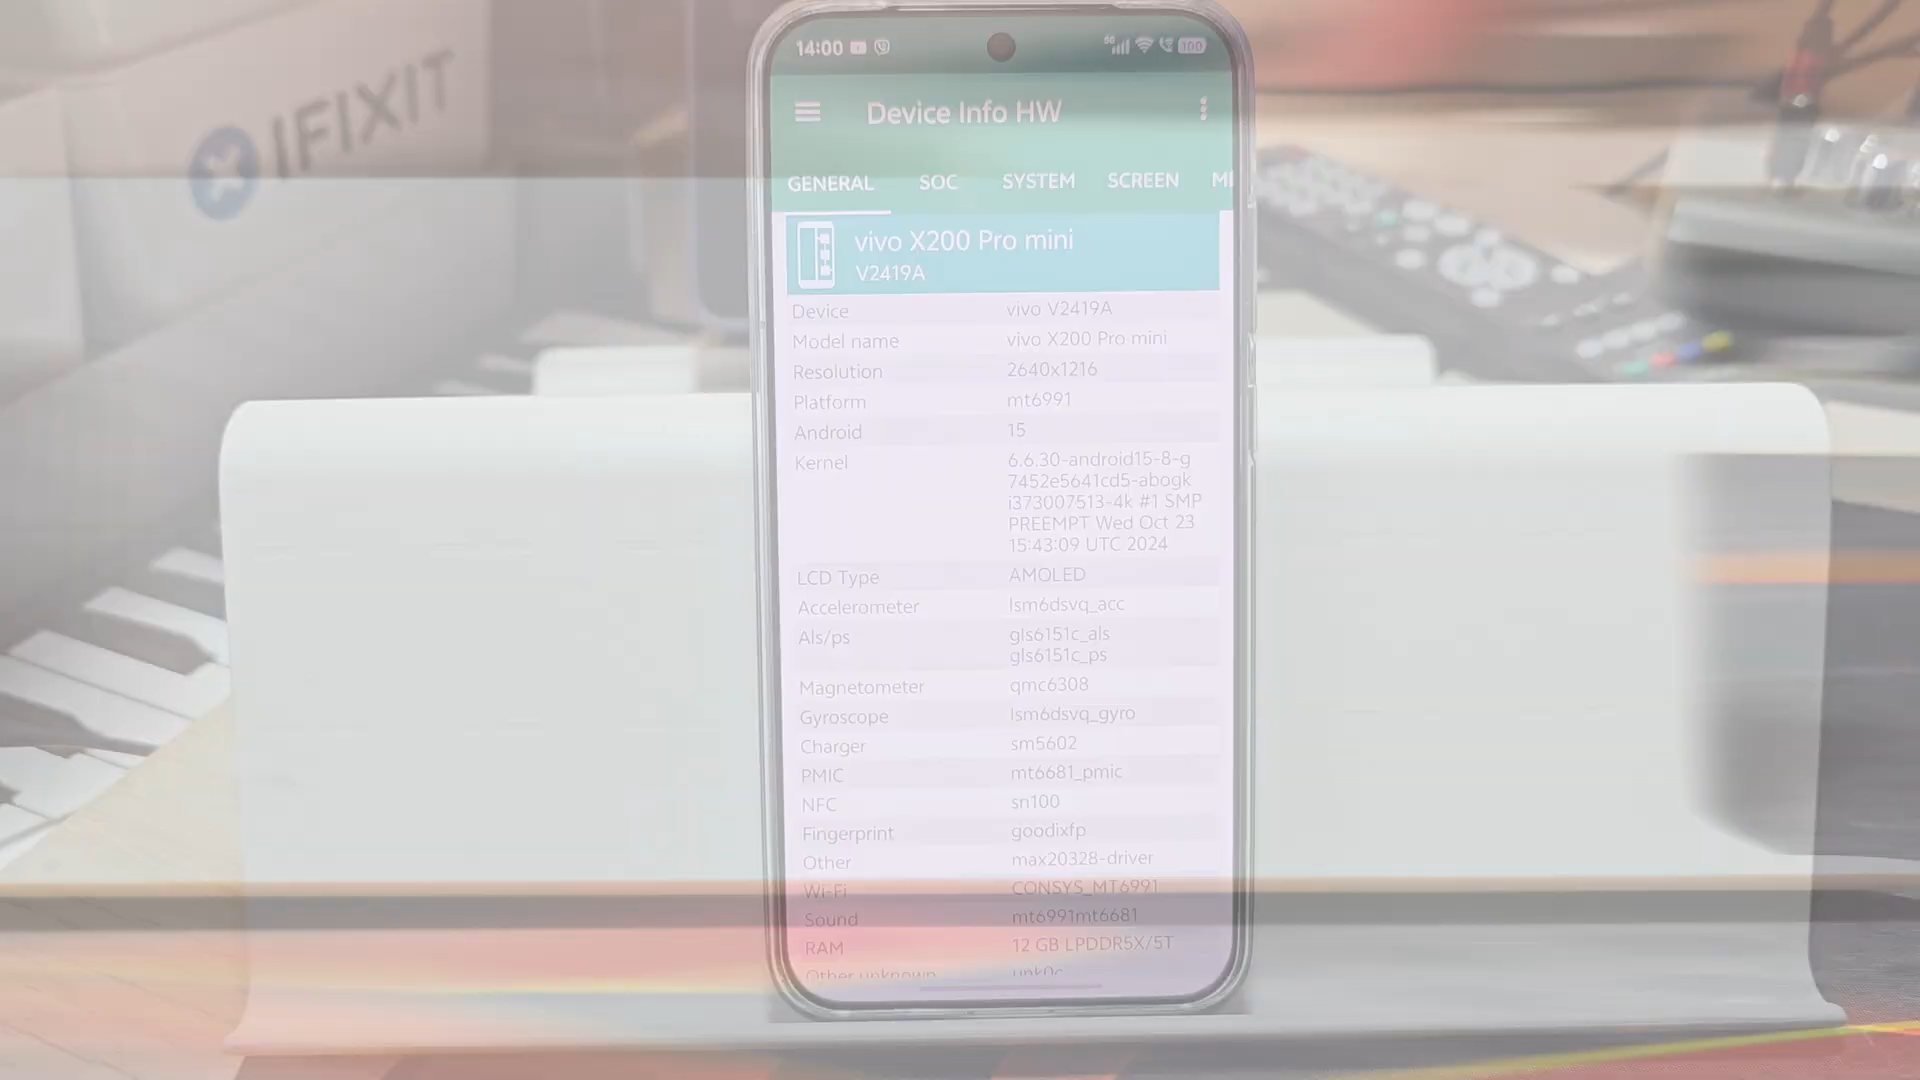 IFIXIT
14:00
5G
100
Device Info HW
GENERAL SOC SYSTEM SCREEN
vivo X200 Pro mini
V2419A
Device vivo V2419A
Model name vivo X200 Pro mini
Resolution 2640x1216
Platform mt6991
Android 15
Kernel 6.6.30-android15-8-g
7452e5641cd5-abogk
i373007513-4k #1 SMP
PREEMPT Wed Oct 23
15:43:09 UTC 2024
LCD Type AMOLED
Accelerometer lsm6dsvq_acc
Als/ps gls6151c_als
gls6151c_ps
Magnetometer qmc6308
Gyroscope lsm6dsvq_gyro
Charger sm5602
PMIC mt6681_pmic
NFC sn100
Fingerprint goodixfp
Other max20328-driver
Wi-Fi CONSYS_MT6991
Sound mt6991mt6681
RAM 12 GB LPDDR5X/5T
Other unknown